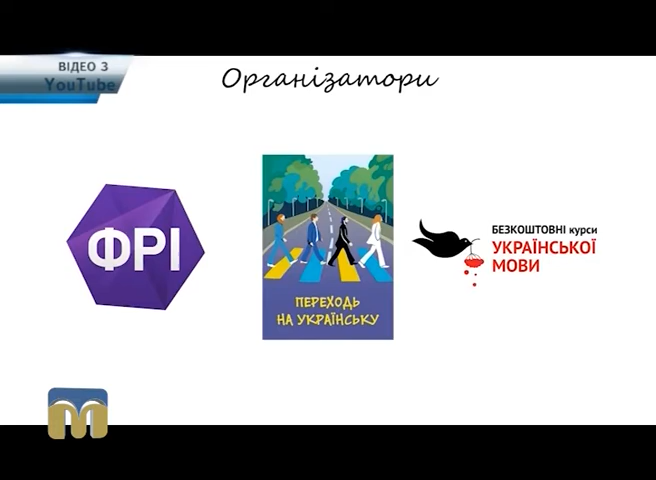 ВІДЕО З
YouTube
Організатори
ФРІ
ПЕРЕХОДЬ
НА УКРАЇНСЬКУ
БЕЗКОШТОВНІ курси
УКРАЇНСЬКОЇ
МОВИ